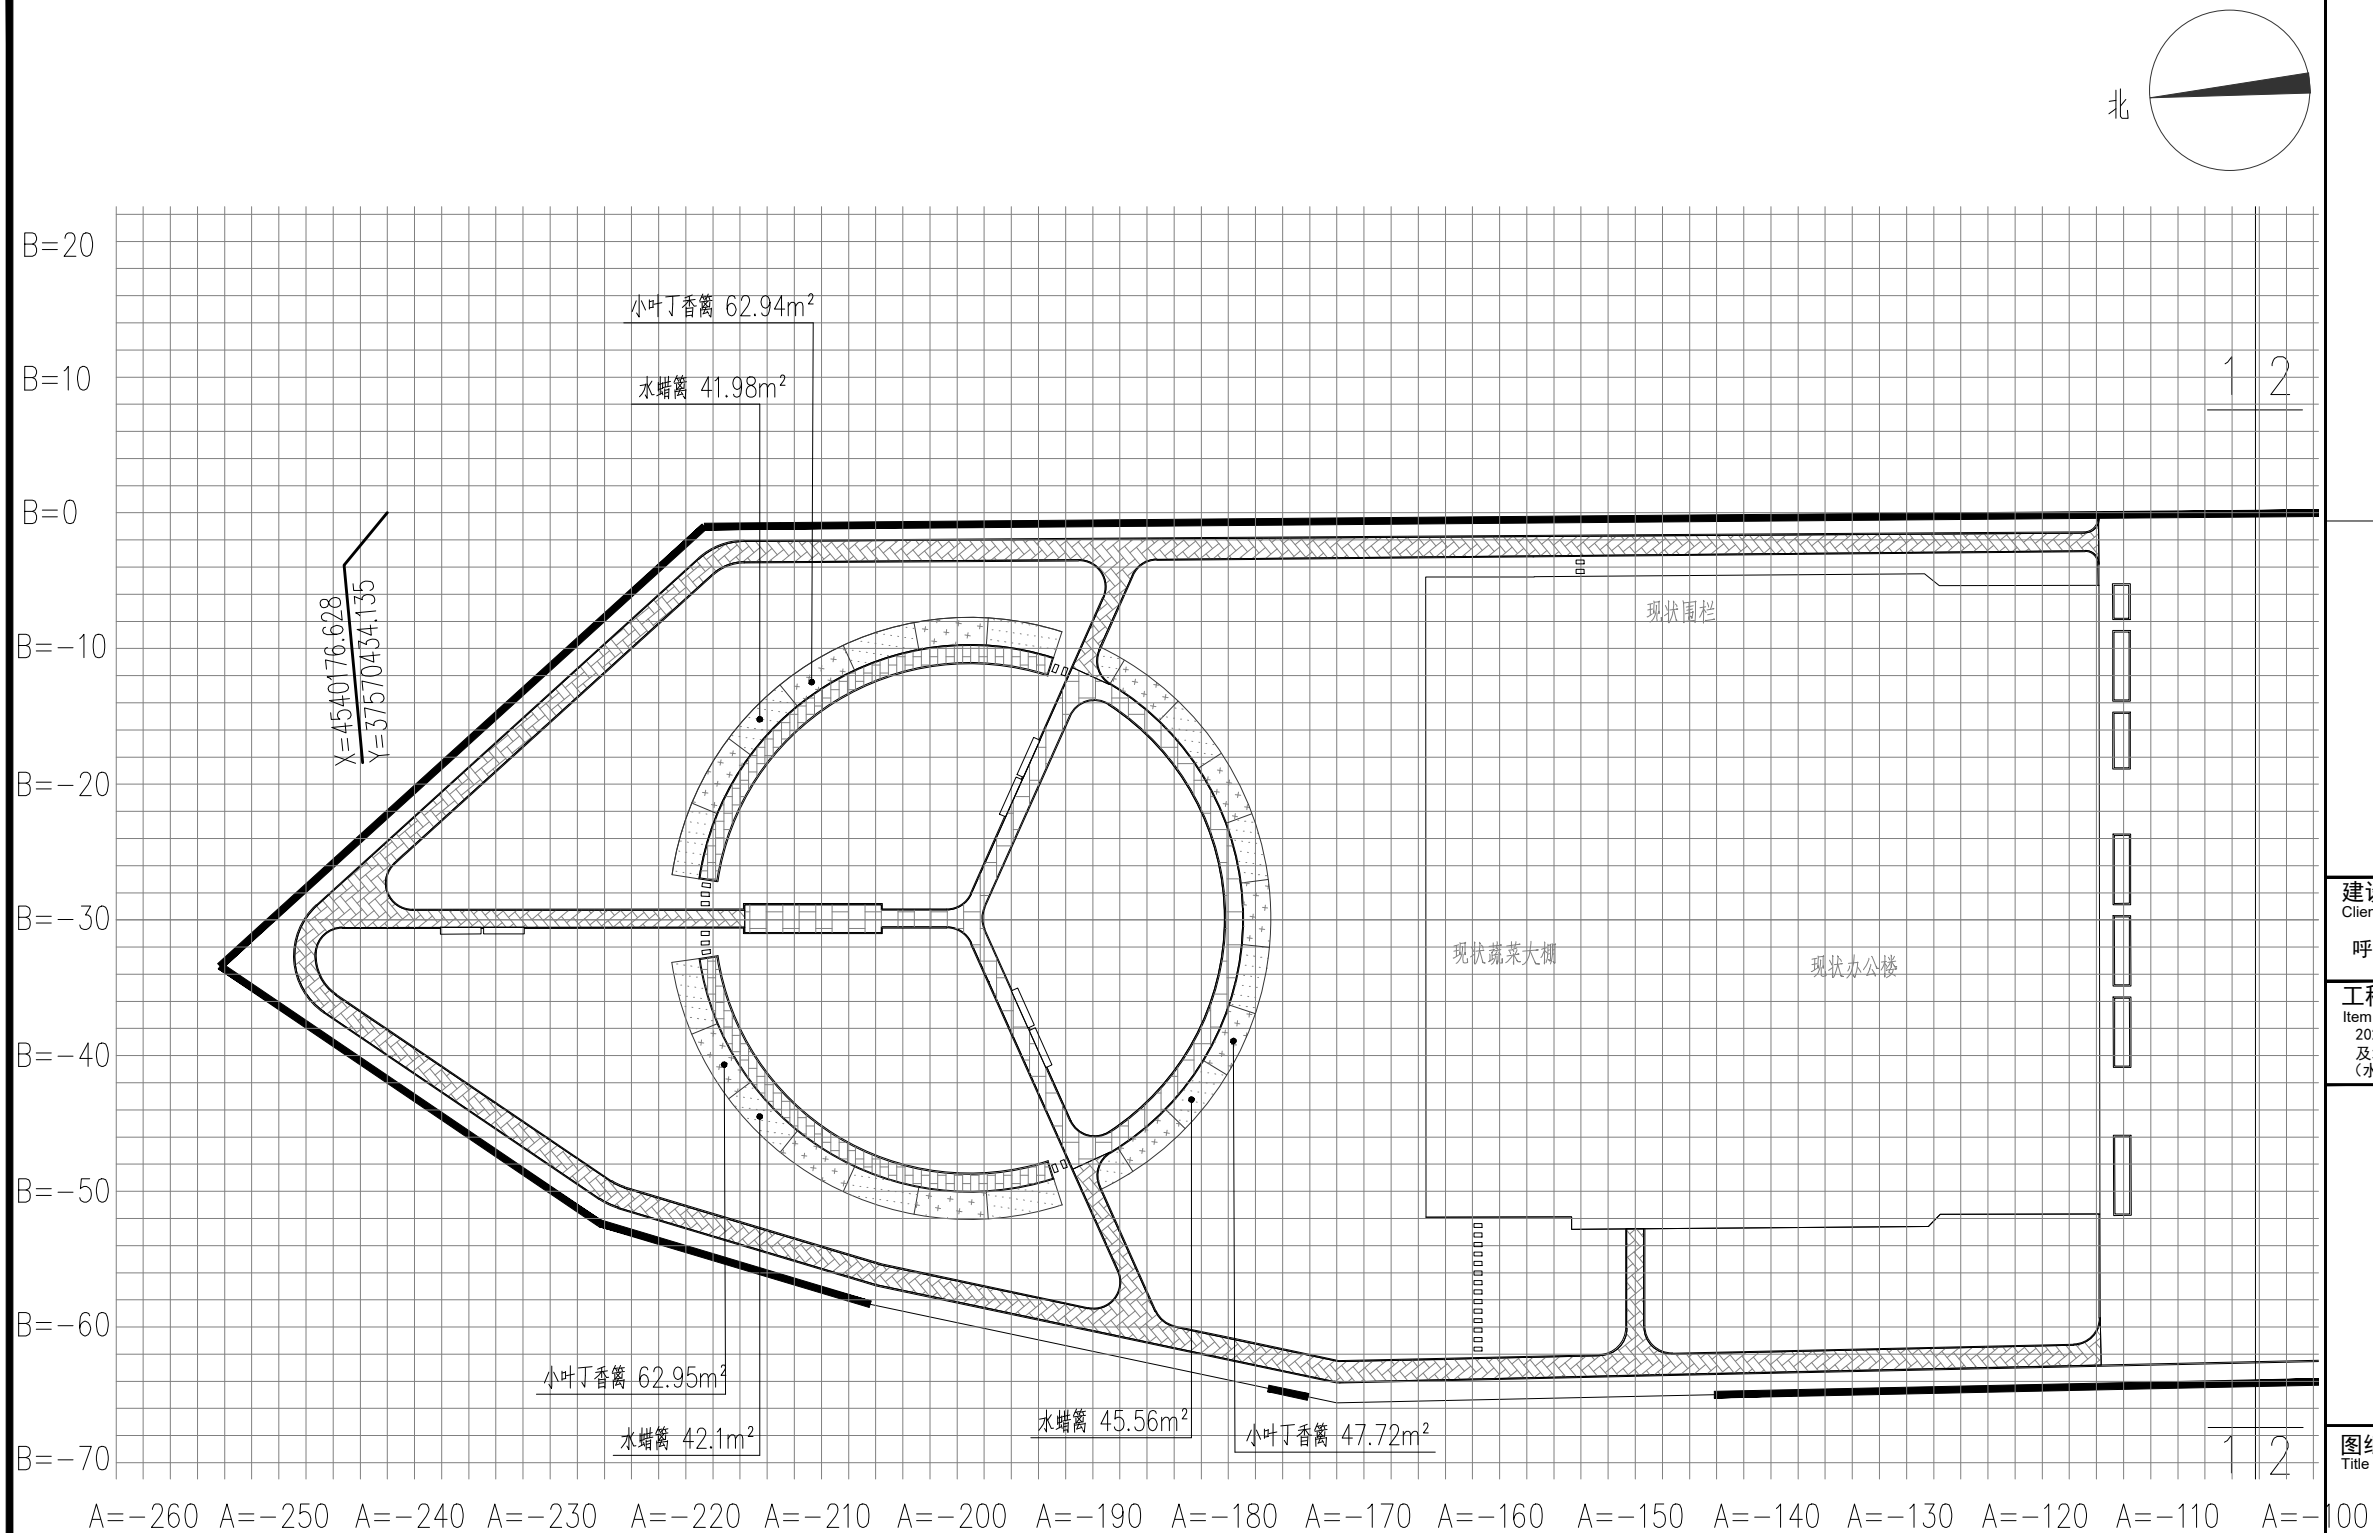 北
B=20
小叶丁香篱 62.94m²
B=10
水蜡篱 41.98m²
1 2
B=0
X=4540176.628
Y=37570434.135
现状围栏
B=-10
B=-20
建设
Clien
B=-30
现状蔬菜大棚
现状办公楼
呼
工程
Item
202
及
（水
B=-40
B=-50
B=-60
小叶丁香篱 62.95m²
水蜡篱 45.56m²
小叶丁香篱 47.72m²
水蜡篱 42.1m²
B=-70
1 2
图纸
Title
A=-260 A=-250 A=-240 A=-230 A=-220 A=-210 A=-200 A=-190 A=-180 A=-170 A=-160 A=-150 A=-140 A=-130 A=-120 A=-110 A=-100